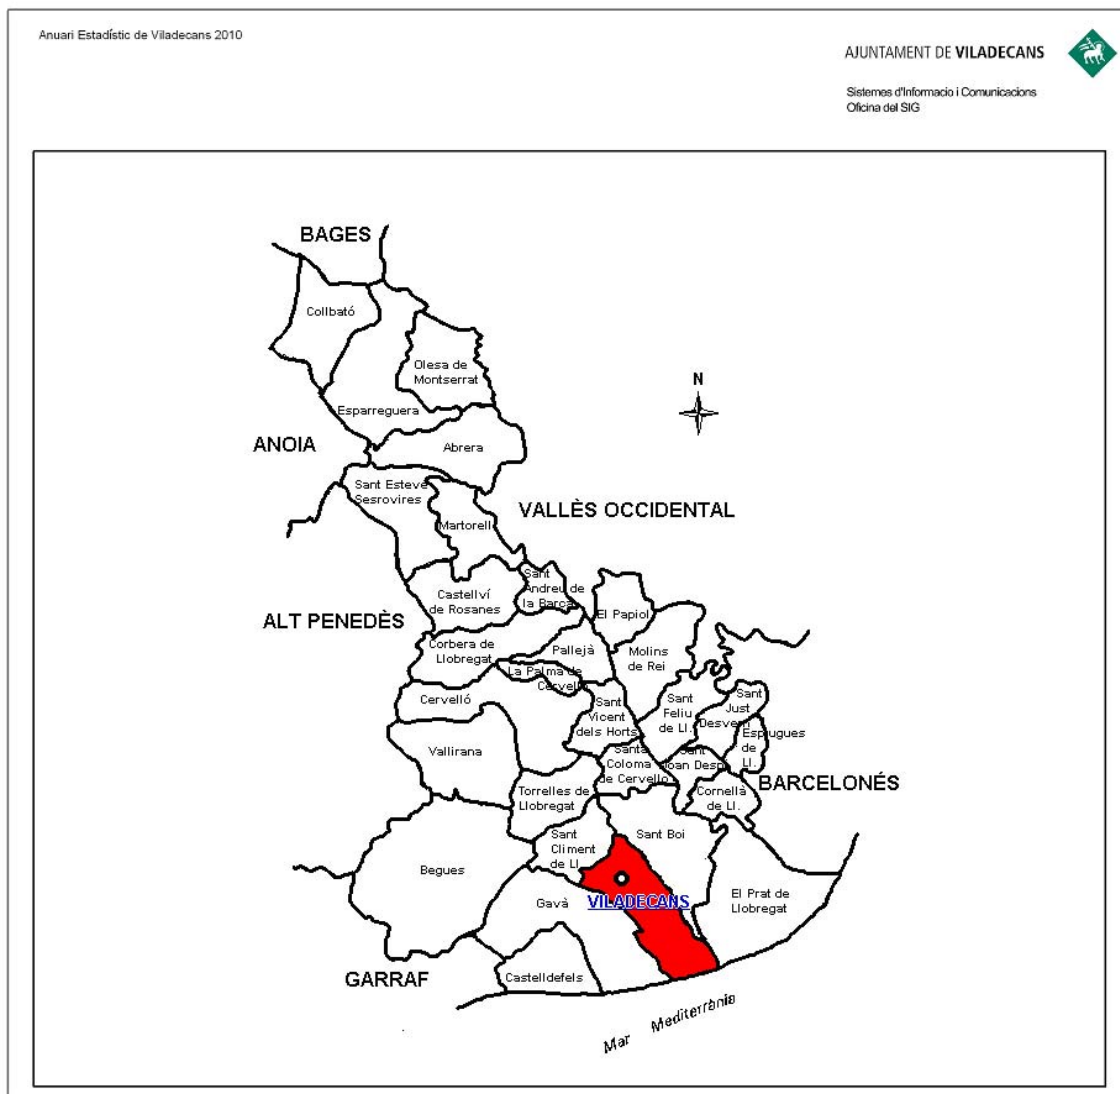 Anuari Estadístic de Viladecans 2010
AJUNTAMENT DE VILADECANS
Sistemes d'Informacio i Comunicacions
Oficina del SIG
BAGES
Collbató
Olesa de
Montserrat
N
Esparreguera
ANOIA
Abrera
Sant Esteve
Sesrovires
VALLÈS OCCIDENTAL
Martorell
Sant
Andreu de
la Barca
Castellví
de Rosanes
El Papiol
ALT PENEDÈS
Corbera de
Llobregat
Pallejà
Molins
de Rei
La Palma de
Cervelló
Cervelló
Sant
Vicent
dels Horts
Sant
Feliu
de Ll.
Sant
Just
Desvern
Esplugues
de
Ll.
Vallirana
Santa
Coloma
de Cervello
Sant
Joan Despí
BARCELONÉS
Torrelles de
Llobregat
Cornellà
de Ll.
Sant
Climent
de Ll.
Sant Boi
Begues
VILADECANS
Gavà
El Prat de
Llobregat
GARRAF
Castelldefels
Mar Mediterrània